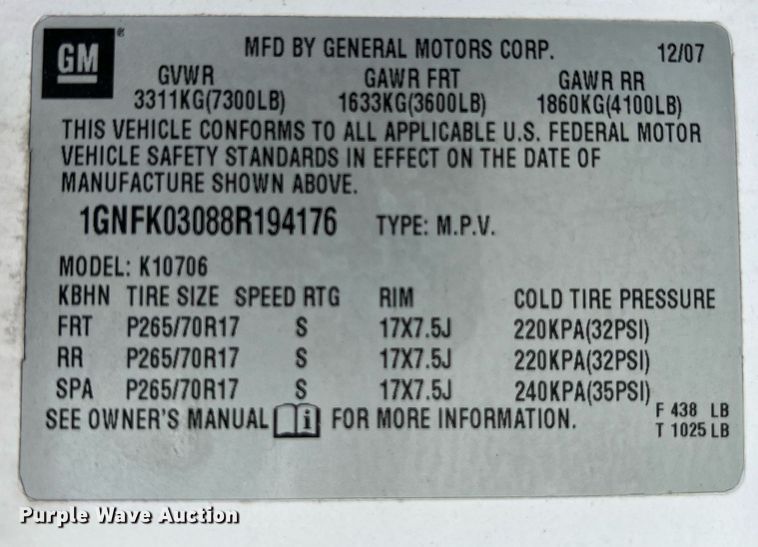 GM
MFD BY GENERAL MOTORS CORP. 12/07
GVWR GAWR FRT GAWR RR
3311KG(7300LB) 1633KG(3600LB) 1860KG(4100LB)
THIS VEHICLE CONFORMS TO ALL APPLICABLE U.S. FEDERAL MOTOR
VEHICLE SAFETY STANDARDS IN EFFECT ON THE DATE OF
MANUFACTURE SHOWN ABOVE.
1GNFK03088R194176 TYPE: M.P.V.
MODEL: K10706
KBHN TIRE SIZE SPEED RTG RIM COLD TIRE PRESSURE
FRT P265/70R17 S 17X7.5J 220KPA(32PSI)
RR P265/70R17 S 17X7.5J 220KPA(32PSI)
SPA P265/70R17 S 17X7.5J 240KPA(35PSI)
SEE OWNER'S MANUAL i FOR MORE INFORMATION.
F 438 LB
T 1025 LB
Purple Wave Auction